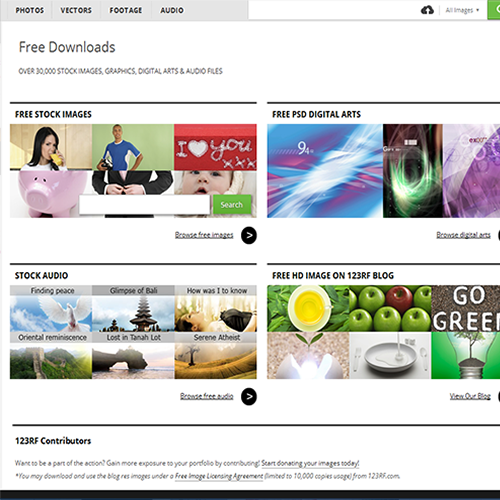 PHOTOS VECTORS FOOTAGE AUDIO All Images
Free Downloads
OVER 30,000 STOCK IMAGES, GRAPHICS, DIGITAL ARTS & AUDIO FILES
FREE STOCK IMAGES
I YOU
XXX
Search
Browse free images >
FREE PSD DIGITAL ARTS
94
Browse digital arts
STOCK AUDIO
Finding peace Glimpse of Bali How was I to know
Oriental reminiscence Lost in Tanah Lot Serene Atheist
Browse free audio >
FREE HD IMAGE ON 123RF BLOG
GO
GREEN
View Our Blog
123RF Contributors
Want to be a part of the action? Gain more exposure to your portfolio by contributing! Start donating your images today!
*You may download and use the blog res images under a Free Image Licensing Agreement (limited to 10,000 copies usage) from 123RF.com.